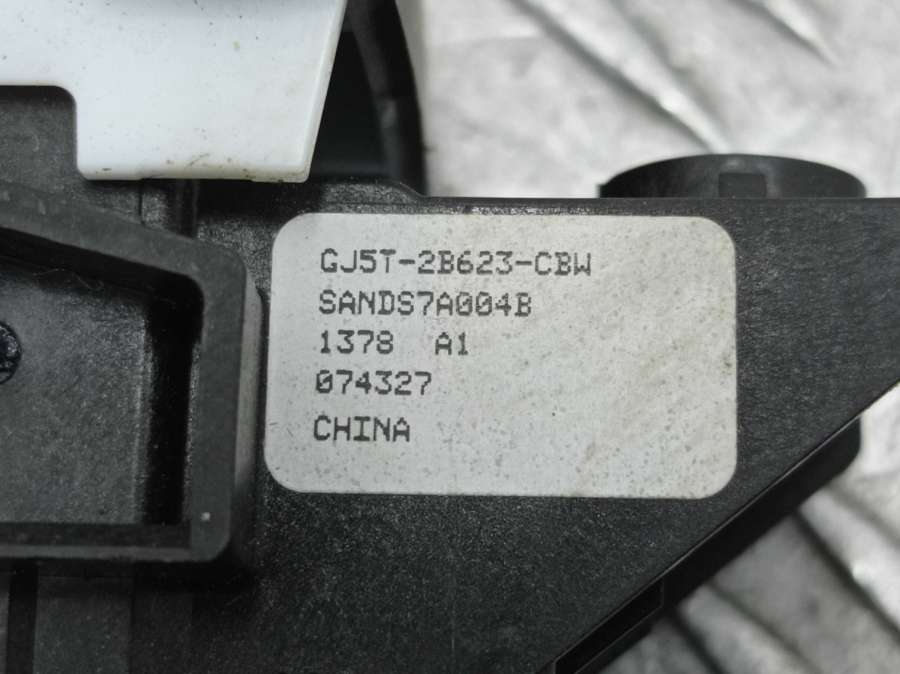 GJ5T-2B623-CBW
SANDS7A004B
1378 A1
074327
CHINA